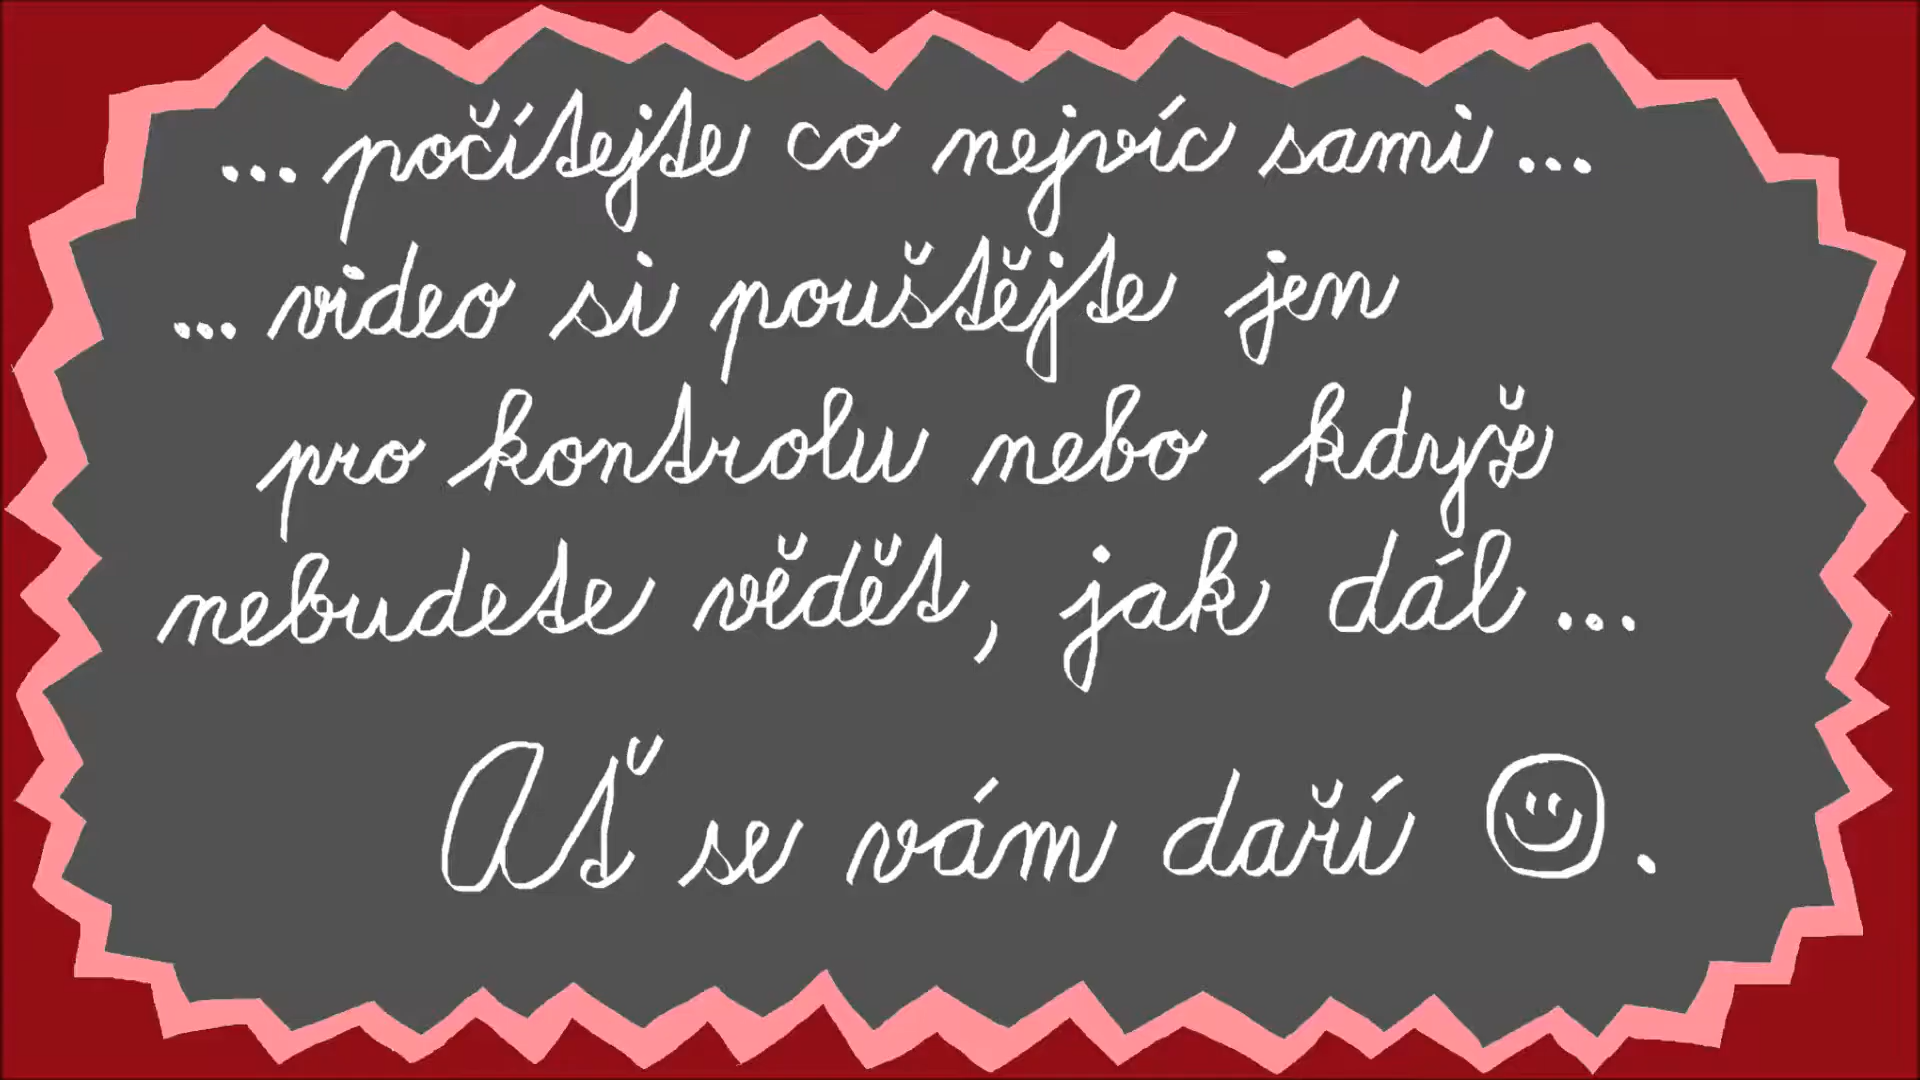 ... počítejte co nejvíc sami ...
... video si pouštějte jen
pro kontrolu nebo když
nebudete vědět, jak dál ...
Ať se vám daří ☺.